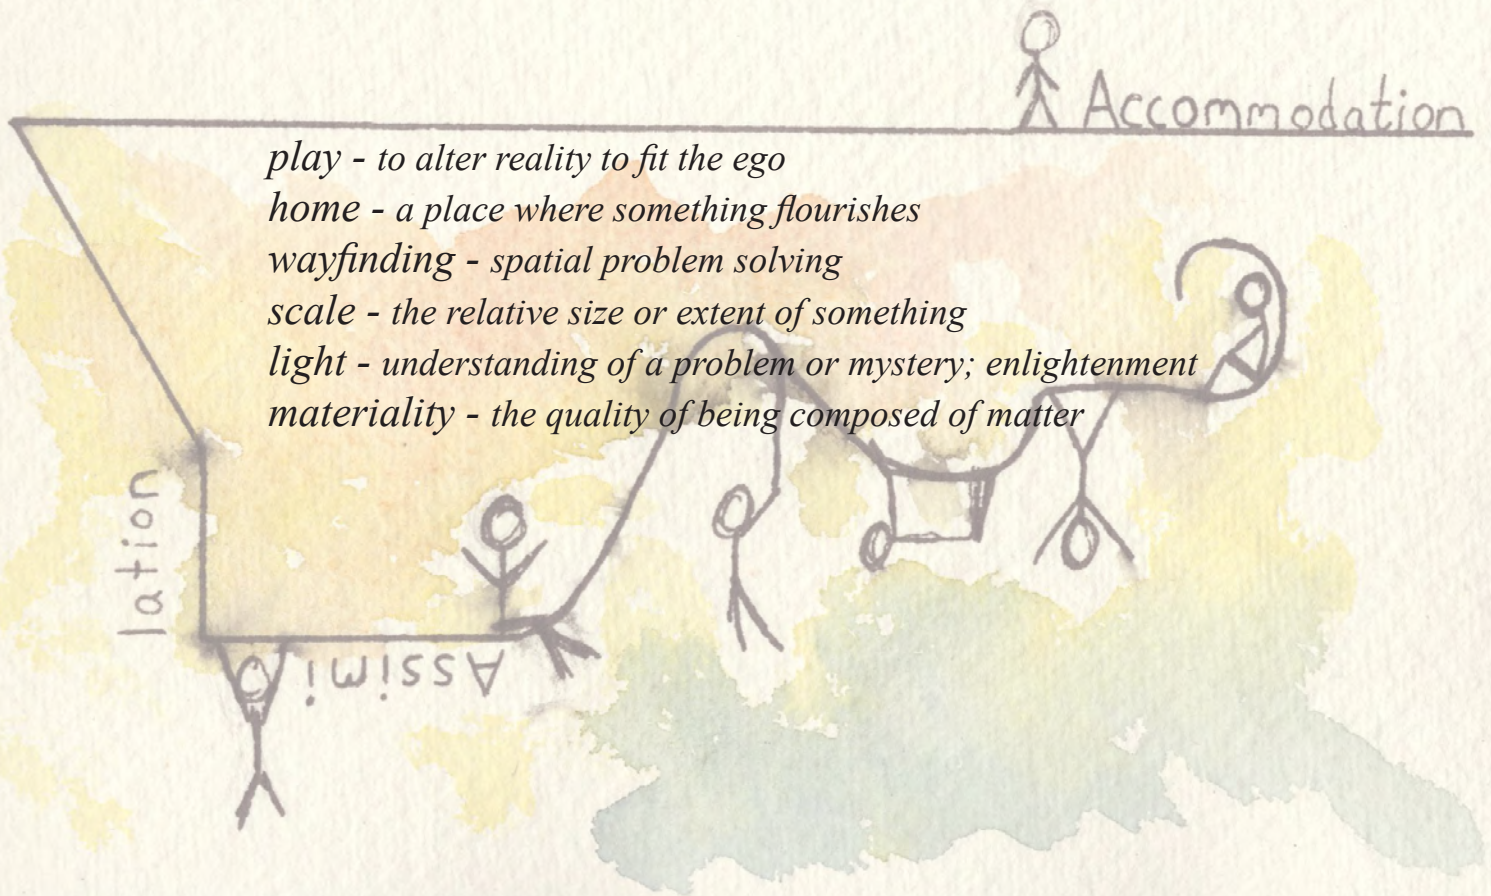 Accommodation
play - to alter reality to fit the ego
home - a place where something flourishes
wayfinding - spatial problem solving
scale - the relative size or extent of something
light - understanding of a problem or mystery; enlightenment
materiality - the quality of being composed of matter
Assimi
lation